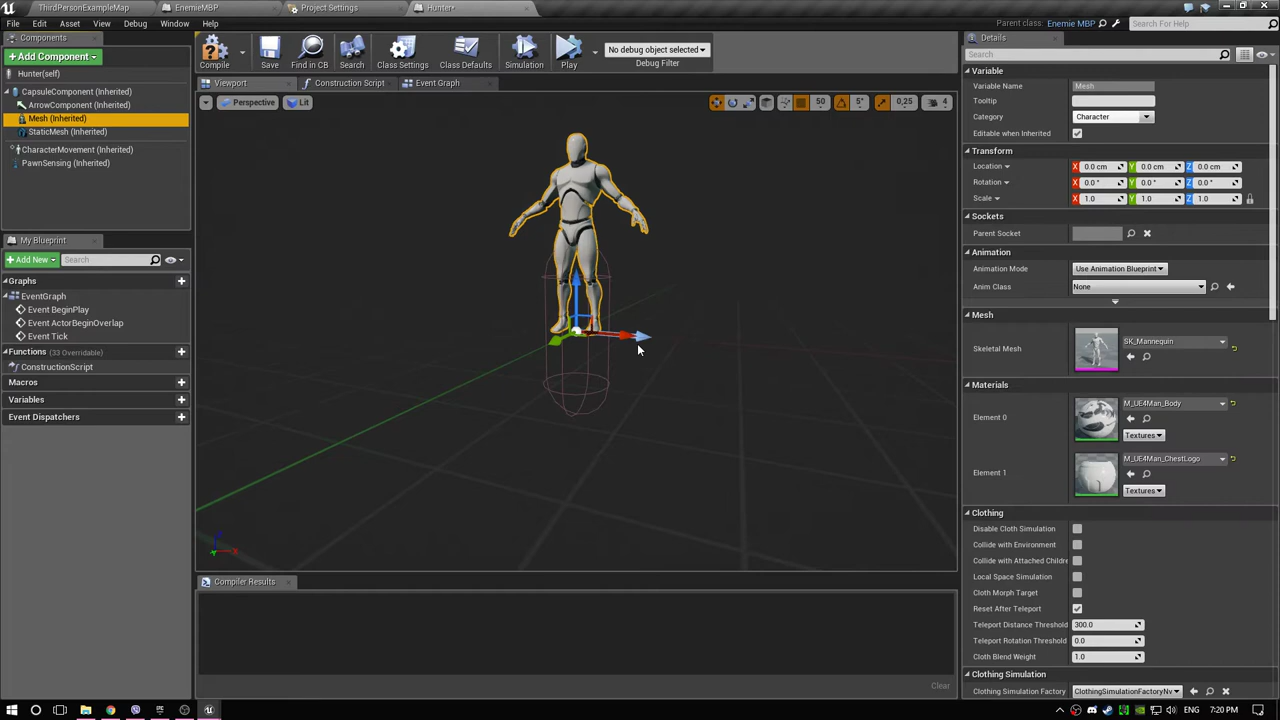 ThirdPersonExampleMap
EnemieMBP
Project Settings
Hunter*
File
Edit
Asset
View
Debug
Window
Help
Parent class: Enemie MBP
Search For Help
Components
+Add Component
Hunter(self)
CapsuleComponent (Inherited)
ArrowComponent (Inherited)
Mesh (Inherited)
StaticMesh (Inherited)
CharacterMovement (Inherited)
PawnSensing (Inherited)
Compile
Save
Find in CB
Search
Class Settings
Class Defaults
Simulation
Play
No debug object selected
Debug Filter
Viewport
Construction Script
Event Graph
Perspective
Lit
50
5°
0,25
4
My Blueprint
+Add New
Search
Graphs
EventGraph
Event BeginPlay
Event ActorBeginOverlap
Event Tick
Functions (33 Overridable)
ConstructionScript
Macros
Variables
Event Dispatchers
Compiler Results
Clear
Details
Search
Variable
Variable Name Mesh
Tooltip
Category Character
Editable when Inherited
Transform
Location X 0.0 cm Y 0.0 cm Z 0.0 cm
Rotation X 0.0 ° Y 0.0 ° Z 0.0 °
Scale X 1.0 Y 1.0 Z 1.0
Sockets
Parent Socket
Animation
Animation Mode Use Animation Blueprint
Anim Class None
Mesh
Skeletal Mesh SK_Mannequin
Materials
Element 0 M_UE4Man_Body
Textures
Element 1 M_UE4Man_ChestLogo
Textures
Clothing
Disable Cloth Simulation
Collide with Environment
Collide with Attached Childre
Local Space Simulation
Cloth Morph Target
Reset After Teleport
Teleport Distance Threshold 300.0
Teleport Rotation Threshold 0.0
Cloth Blend Weight 1.0
Clothing Simulation
Clothing Simulation Factory ClothingSimulationFactoryNv
ENG 7:20 PM